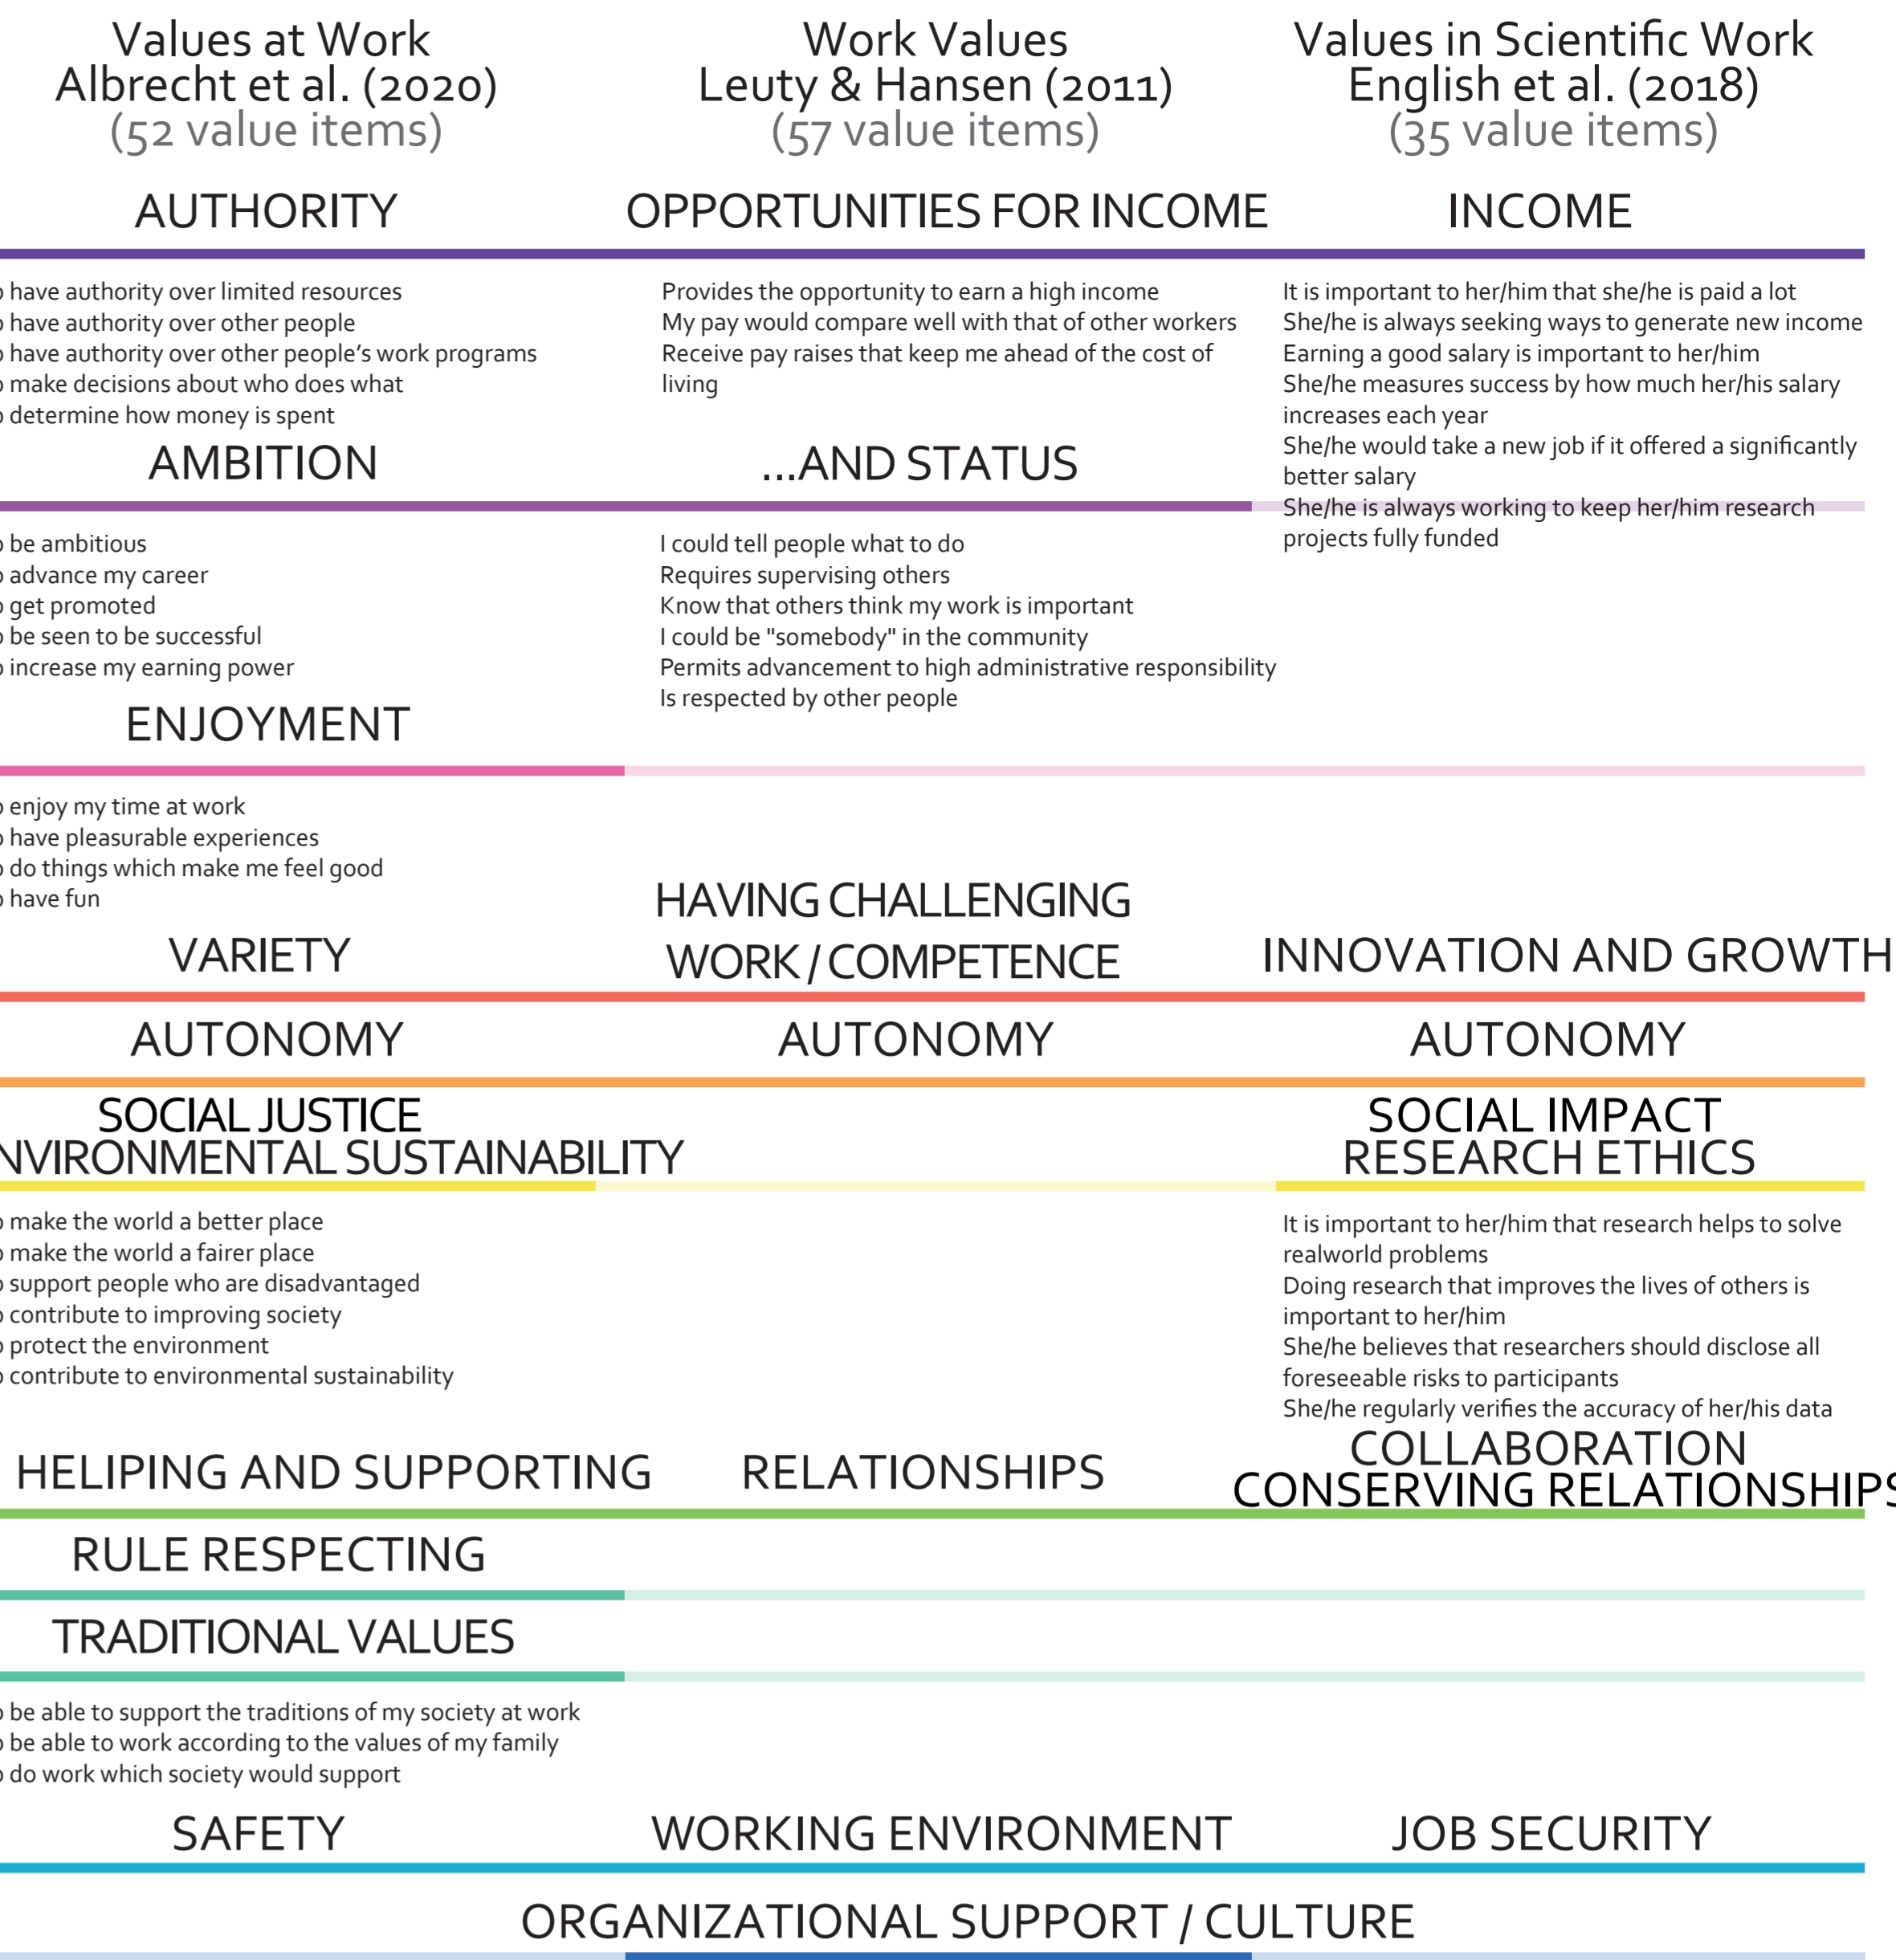 Values at Work
Albrecht et al. (2020)
(52 value items)
Work Values
Leuty & Hansen (2011)
(57 value items)
Values in Scientific Work
English et al. (2018)
(35 value items)
AUTHORITY
OPPORTUNITIES FOR INCOME
INCOME
o have authority over limited resources
o have authority over other people
o have authority over other people's work programs
o make decisions about who does what
o determine how money is spent
Provides the opportunity to earn a high income
My pay would compare well with that of other workers
Receive pay raises that keep me ahead of the cost of
living
It is important to her/him that she/he is paid a lot
She/he is always seeking ways to generate new income
Earning a good salary is important to her/him
She/he measures success by how much her/his salary
increases each year
She/he would take a new job if it offered a significantly
better salary
She/he is always working to keep her/him research
projects fully funded
AMBITION
...AND STATUS
o be ambitious
o advance my career
o get promoted
o be seen to be successful
o increase my earning power
I could tell people what to do
Requires supervising others
Know that others think my work is important
I could be "somebody" in the community
Permits advancement to high administrative responsibility
Is respected by other people
ENJOYMENT
o enjoy my time at work
o have pleasurable experiences
o do things which make me feel good
o have fun
VARIETY
HAVING CHALLENGING
WORK / COMPETENCE
INNOVATION AND GROWTH
AUTONOMY
AUTONOMY
AUTONOMY
SOCIAL JUSTICE
NVIRONMENTAL SUSTAINABILITY
SOCIAL IMPACT
RESEARCH ETHICS
o make the world a better place
o make the world a fairer place
o support people who are disadvantaged
o contribute to improving society
o protect the environment
o contribute to environmental sustainability
It is important to her/him that research helps to solve
realworld problems
Doing research that improves the lives of others is
important to her/him
She/he believes that researchers should disclose all
foreseeable risks to participants
She/he regularly verifies the accuracy of her/his data
HELIPING AND SUPPORTING
RELATIONSHIPS
COLLABORATION
CONSERVING RELATIONSHIPS
RULE RESPECTING
TRADITIONAL VALUES
o be able to support the traditions of my society at work
o be able to work according to the values of my family
o do work which society would support
SAFETY
WORKING ENVIRONMENT
JOB SECURITY
ORGANIZATIONAL SUPPORT / CULTURE